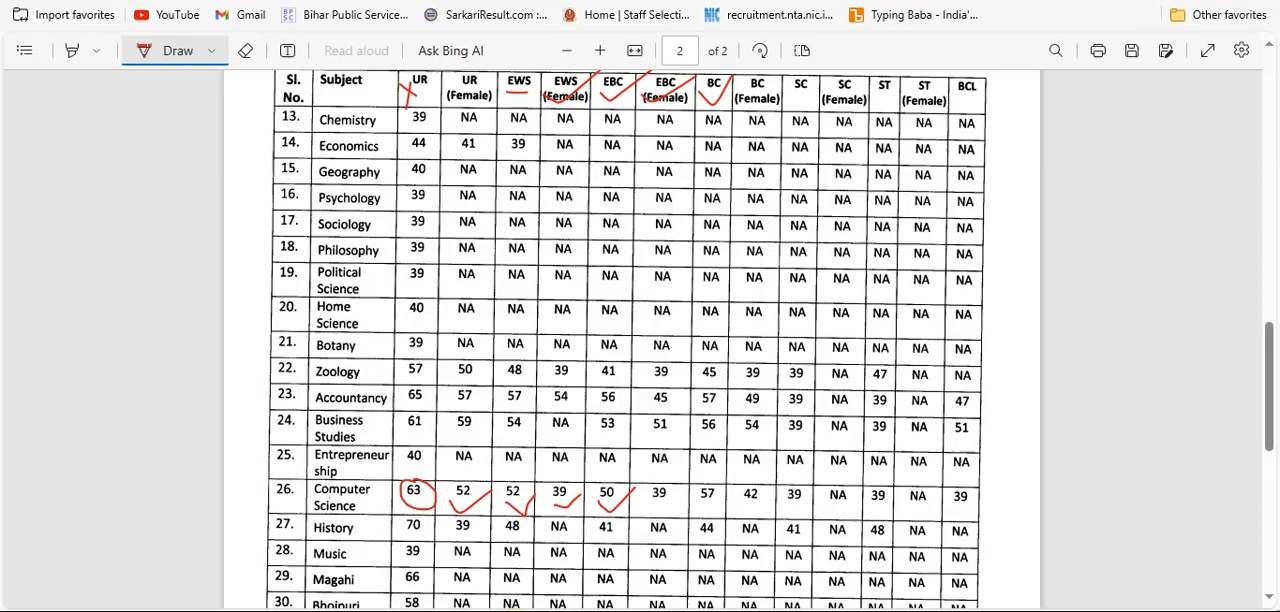 Import favorites YouTube Gmail Bihar Public Service... SarkariResult.com :... Home | Staff Selecti... recruitment.nta.nic.i... Typing Baba - India'... Other favorites
Draw Read aloud Ask Bing AI 2 of 2
Sl. No. Subject UR UR (Female) EWS EWS (Female) EBC EBC (Female) BC BC (Female) SC SC (Female) ST ST (Female) BCL
13. Chemistry 39 NA NA NA NA NA NA NA NA NA NA NA NA
14. Economics 44 41 39 NA NA NA NA NA NA NA NA NA NA
15. Geography 40 NA NA NA NA NA NA NA NA NA NA NA NA
16. Psychology 39 NA NA NA NA NA NA NA NA NA NA NA NA
17. Sociology 39 NA NA NA NA NA NA NA NA NA NA NA NA
18. Philosophy 39 NA NA NA NA NA NA NA NA NA NA NA NA
19. Political Science 39 NA NA NA NA NA NA NA NA NA NA NA NA
20. Home Science 40 NA NA NA NA NA NA NA NA NA NA NA NA
21. Botany 39 NA NA NA NA NA NA NA NA NA NA NA NA
22. Zoology 57 50 48 39 41 39 45 39 39 NA 47 NA NA
23. Accountancy 65 57 57 54 56 45 57 49 39 NA 39 NA 47
24. Business Studies 61 59 54 NA 53 51 56 54 39 NA 39 NA 51
25. Entrepreneur ship 40 NA NA NA NA NA NA NA NA NA NA NA NA
26. Computer Science 63 52 52 39 50 39 57 42 39 NA 39 NA 39
27. History 70 39 48 NA 41 NA 44 NA 41 NA 48 NA NA
28. Music 39 NA NA NA NA NA NA NA NA NA NA NA NA
29. Magahi 66 NA NA NA NA NA NA NA NA NA NA NA NA
30. Bhojpuri 58 NA NA NA NA NA NA NA NA NA NA NA NA